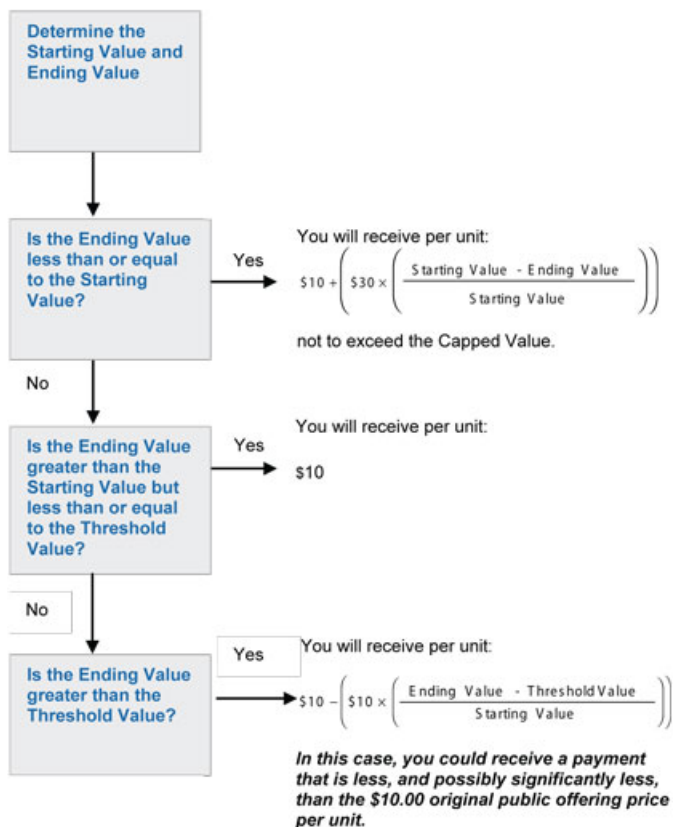 Determine the
Starting Value and
Ending Value
Is the Ending Value
less than or equal
to the Starting
Value?
Yes
You will receive per unit:
$10 + ( $30 × ( Starting Value - Ending Value
Starting Value ) )
not to exceed the Capped Value.
No
Is the Ending Value
greater than the
Starting Value but
less than or equal
to the Threshold
Value?
Yes
You will receive per unit:
$10
No
Is the Ending Value
greater than the
Threshold Value?
Yes
You will receive per unit:
$10 − ( $10 × ( Ending Value - Threshold Value
Starting Value ) )
In this case, you could receive a payment
that is less, and possibly significantly less,
than the $10.00 original public offering price
per unit.